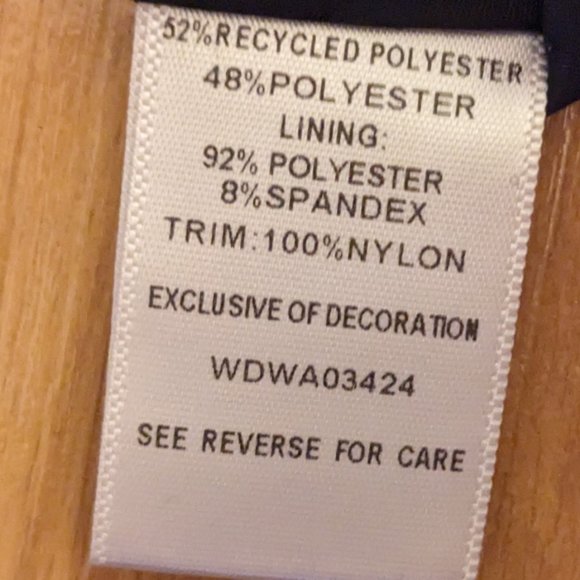 52%RECYCLED POLYESTER
48%POLYESTER
LINING:
92% POLYESTER
8%SPANDEX
TRIM:100%NYLON
EXCLUSIVE OF DECORATION
WDWA03424
SEE REVERSE FOR CARE